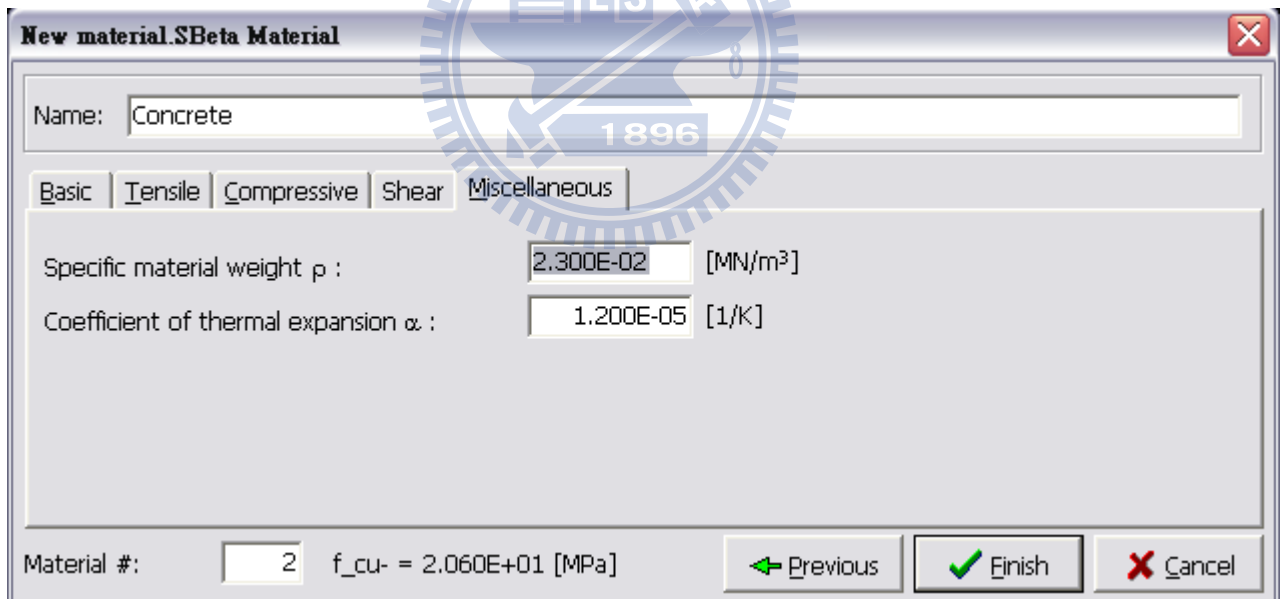 New material.SBeta Material
Name: Concrete
1896
Basic Tensile Compressive Shear Miscellaneous
Specific material weight ρ : 2.300E-02 [MN/m³]
Coefficient of thermal expansion α : 1.200E-05 [1/K]
Material #: 2 f_cu- = 2.060E+01 [MPa] Previous Finish Cancel